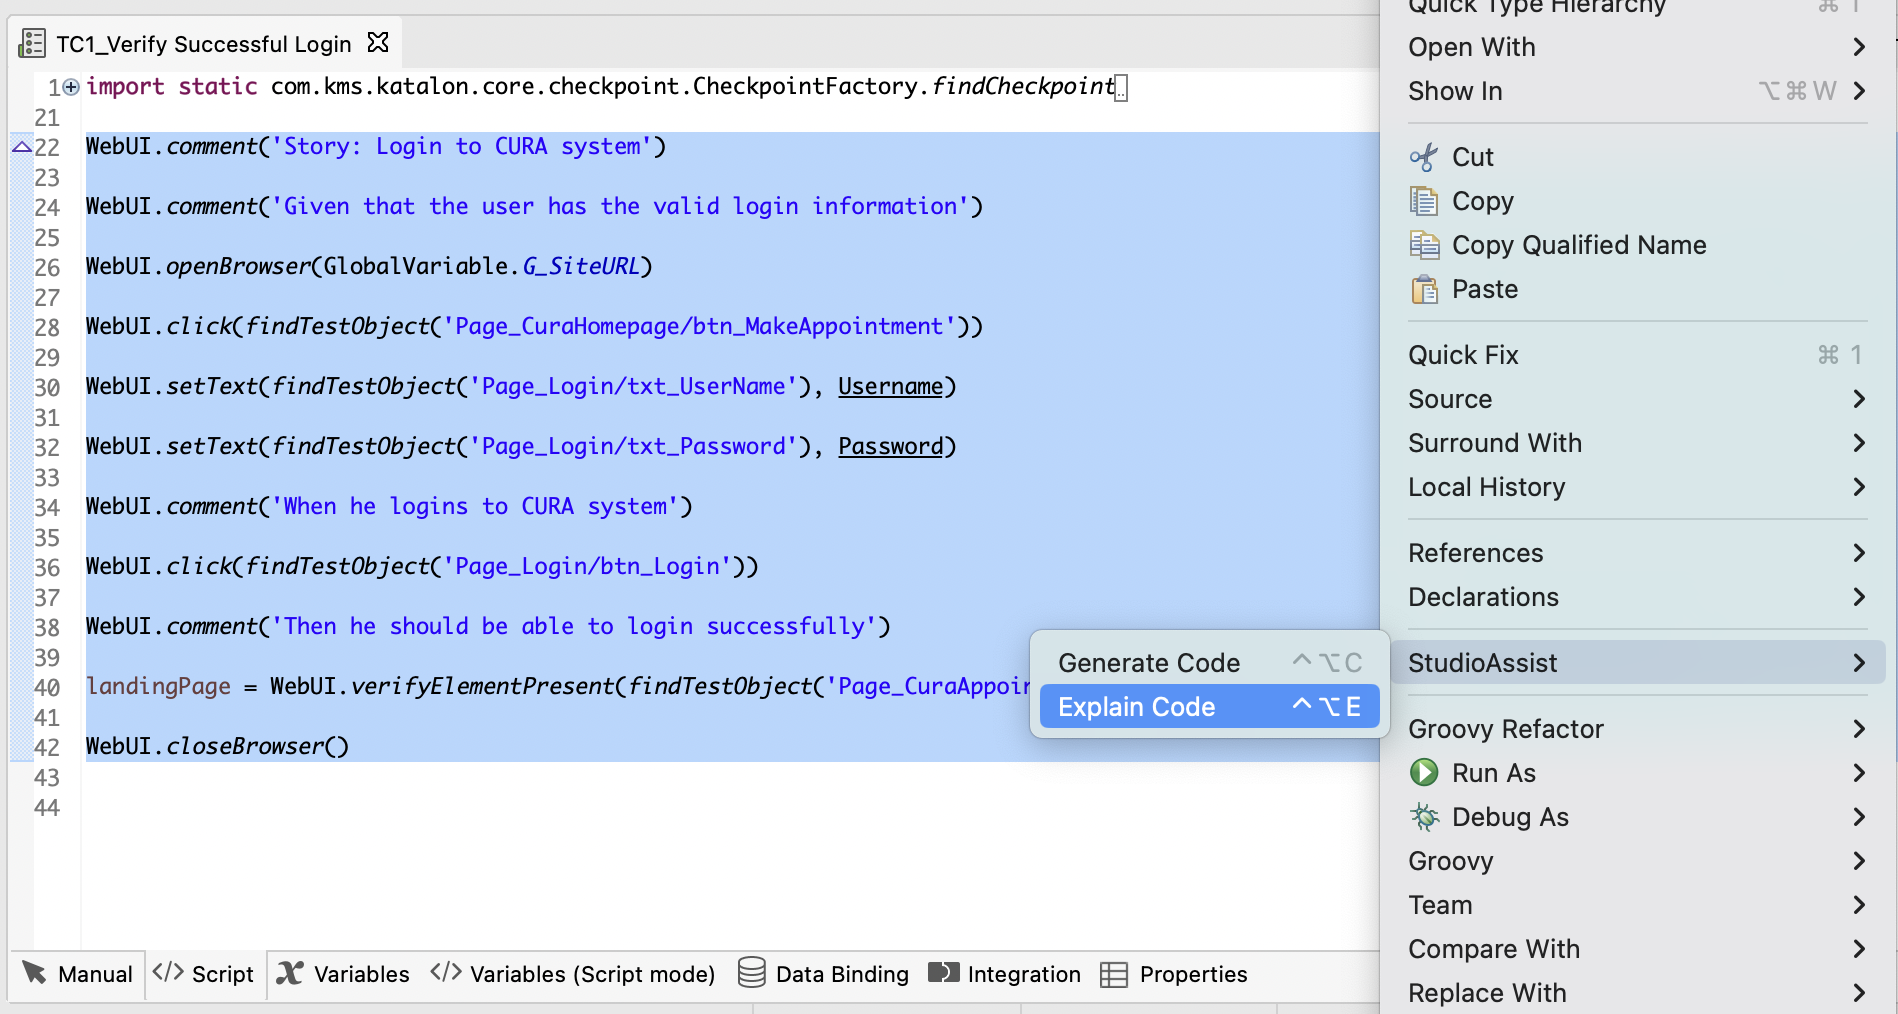 TC1_Verify Successful Login
1 import static com.kms.katalon.core.checkpoint.CheckpointFactory.findCheckpoint..
21
22 WebUI.comment('Story: Login to CURA system')
23
24 WebUI.comment('Given that the user has the valid login information')
25
26 WebUI.openBrowser(GlobalVariable.G_SiteURL)
27
28 WebUI.click(findTestObject('Page_CuraHomepage/btn_MakeAppointment'))
29
30 WebUI.setText(findTestObject('Page_Login/txt_UserName'), Username)
31
32 WebUI.setText(findTestObject('Page_Login/txt_Password'), Password)
33
34 WebUI.comment('When he logins to CURA system')
35
36 WebUI.click(findTestObject('Page_Login/btn_Login'))
37
38 WebUI.comment('Then he should be able to login successfully')
39
40 landingPage = WebUI.verifyElementPresent(findTestObject('Page_CuraAppoin
41
42 WebUI.closeBrowser()
43
44
Manual </> Script Variables </> Variables (Script mode) Data Binding Integration Properties
Generate Code ⌃⌥C
Explain Code ⌃⌥E
Quick Type Hierarchy ⌘ T
Open With
Show In ⌥⌘W
Cut
Copy
Copy Qualified Name
Paste
Quick Fix ⌘ 1
Source
Surround With
Local History
References
Declarations
StudioAssist
Groovy Refactor
Run As
Debug As
Groovy
Team
Compare With
Replace With